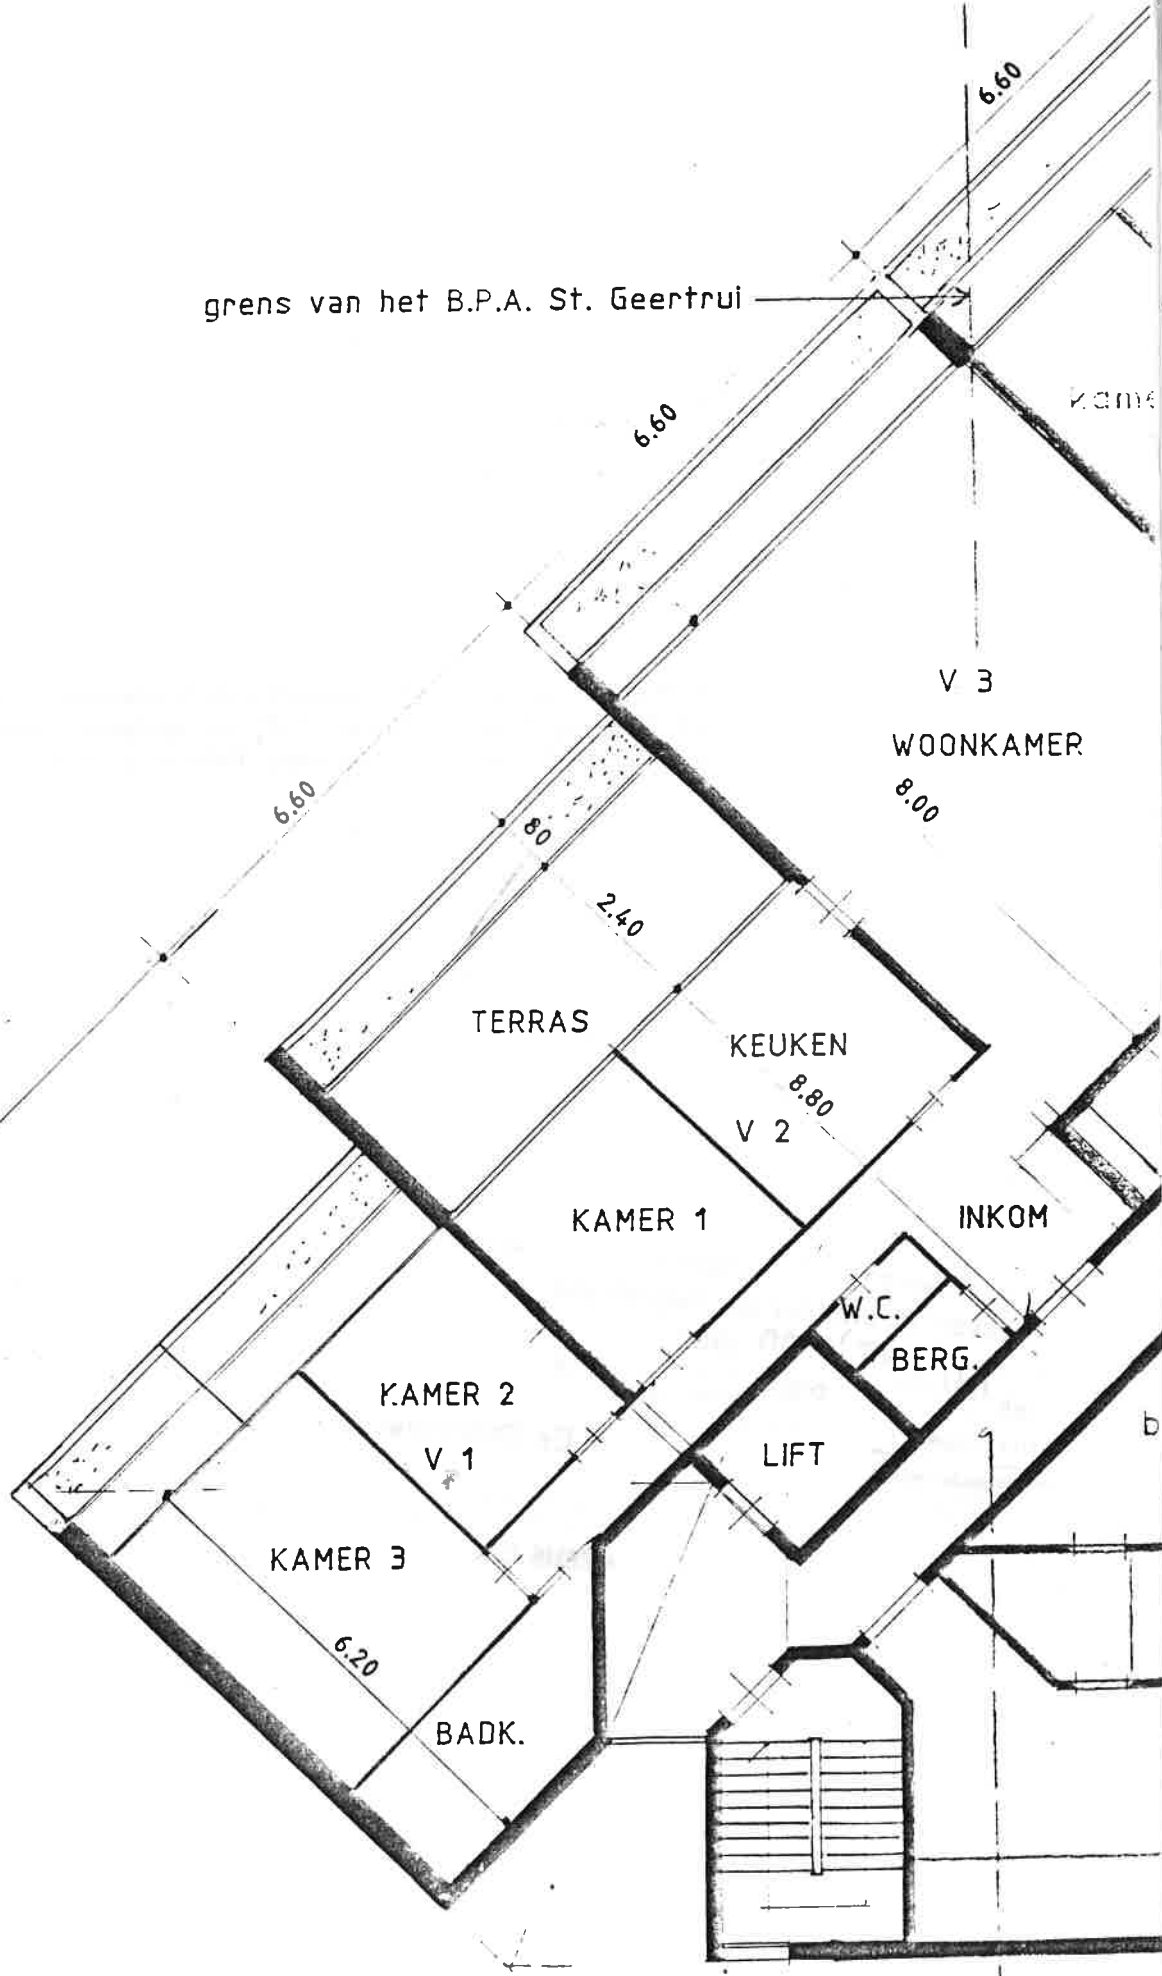 6.60
grens van het B.P.A. St. Geertrui
6.60
V 3
WOONKAMER
8.00
6.60
80
2.40
TERRAS
KEUKEN
8.80
V 2
KAMER 1
INKOM
W.C.
BERG.
KAMER 2
V 1
LIFT
KAMER 3
6.20
BADK.